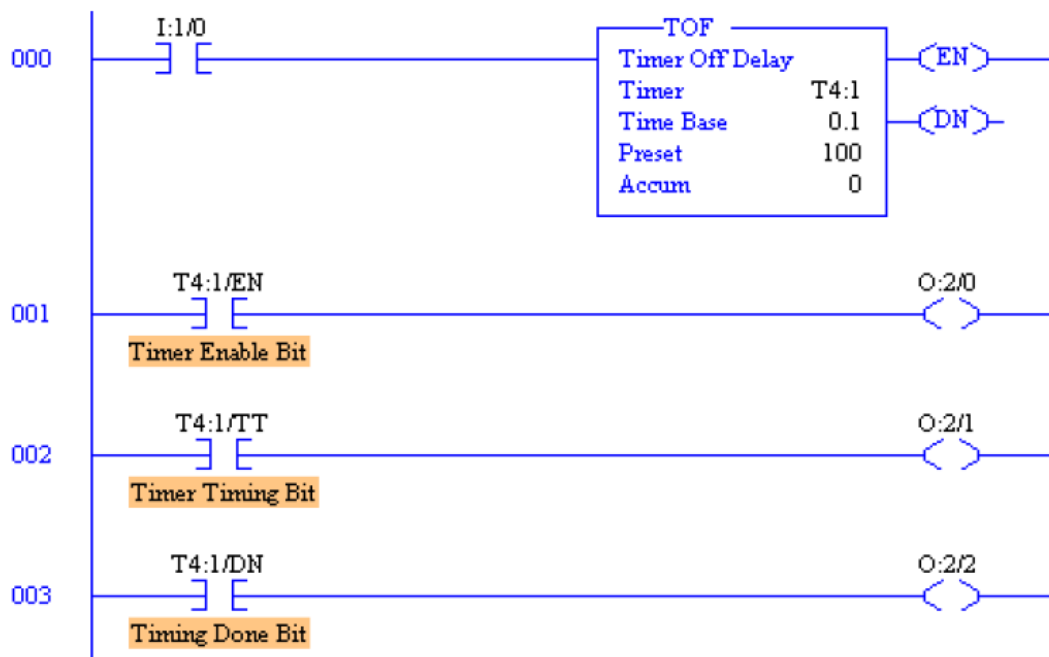 I:1/0
TOF
000
Timer Off Delay
EN
Timer T4:1
Time Base 0.1
DN
Preset 100
Accum 0
T4:1/EN
O:2/0
001
Timer Enable Bit
T4:1/TT
O:2/1
002
Timer Timing Bit
T4:1/DN
O:2/2
003
Timing Done Bit